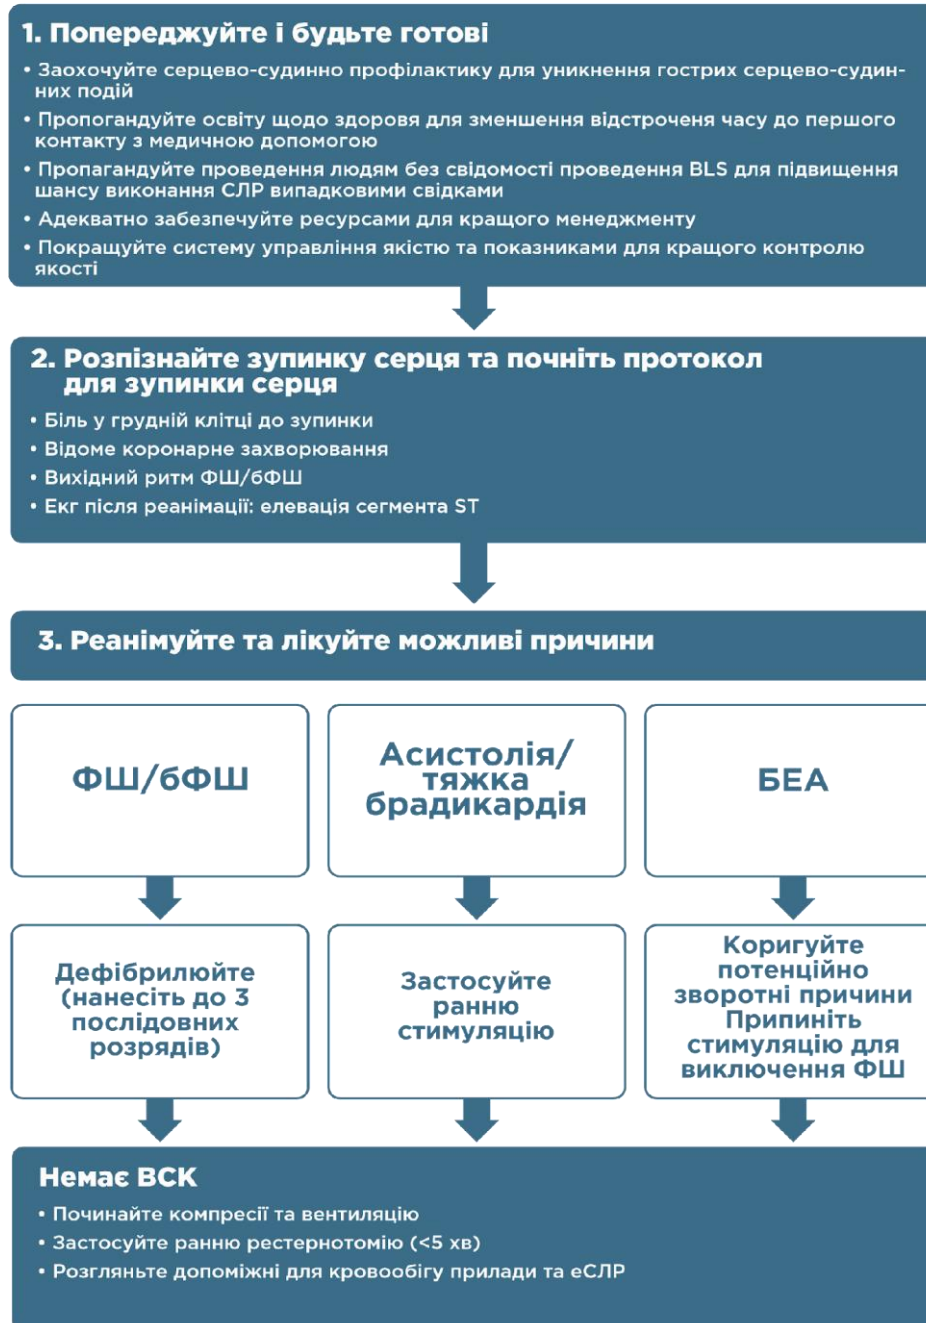 1. Попереджуйте і будьте готові
• Заохочуйте серцево-судинно профілактику для уникнення гострих серцево-судин-
них подій
• Пропогандуйте освіту щодо здоровя для зменшення відстроченя часу до першого
контакту з медичною допомогою
• Пропагандуйте проведення людям без свідомості проведення BLS для підвищення
шансу виконання СЛР випадковими свідками
• Адекватно забезпечуйте ресурсами для кращого менеджменту
• Покращуйте систему управління якістю та показниками для кращого контролю
якості
2. Розпізнайте зупинку серця та почніть протокол
для зупинки серця
• Біль у грудній клітці до зупинки
• Відоме коронарне захворювання
• Вихідний ритм ФШ/бФШ
• Екг після реанімації: елевація сегмента ST
3. Реанімуйте та лікуйте можливі причини
ФШ/бФШ
Асистолія/
тяжка
брадикардія
БЕА
Дефібрилюйте
(нанесіть до 3
послідовних
розрядів)
Застосуйте
ранню
стимуляцію
Коригуйте
потенційно
зворотні причини
Припиніть
стимуляцію для
виключення ФШ
Немає ВСК
• Починайте компресії та вентиляцію
• Застосуйте ранню рестернотомію (<5 хв)
• Розгляньте допоміжні для кровообігу прилади та еСЛР